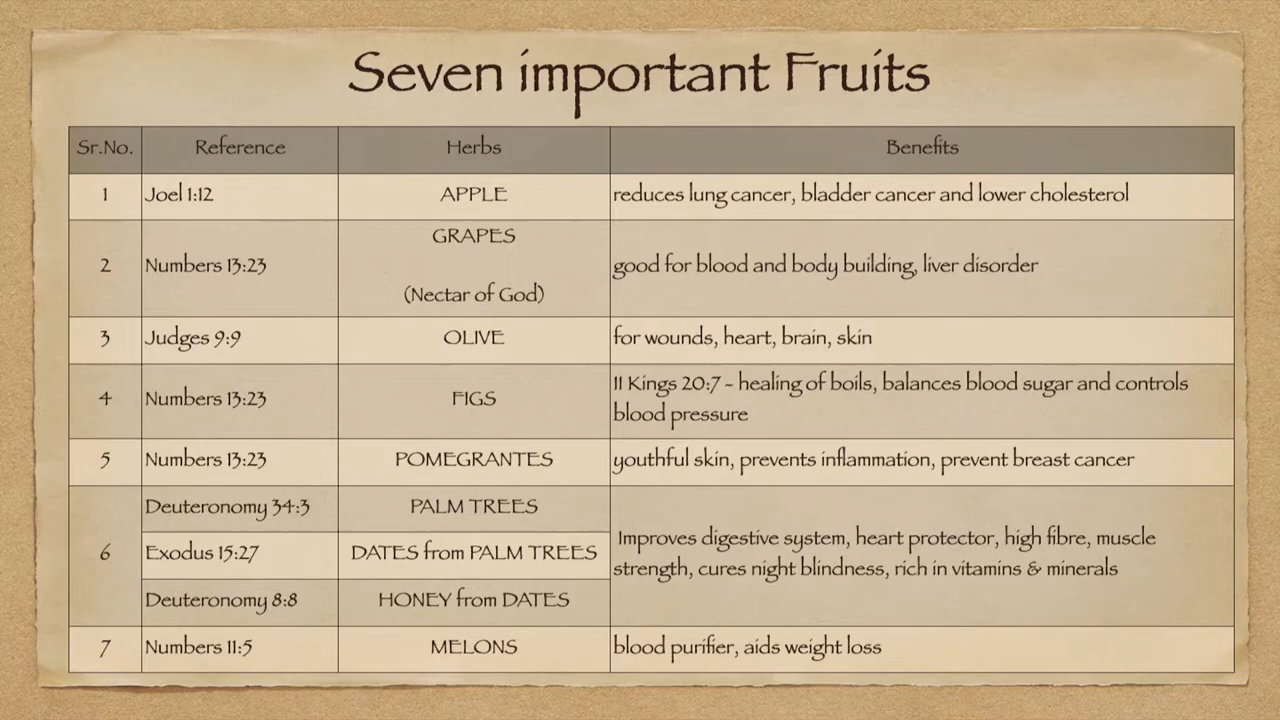 Seven important Fruits
Sr.No. Reference Herbs Benefits
1 Joel 1:12 APPLE reduces lung cancer, bladder cancer and lower cholesterol
2 Numbers 13:23 GRAPES
(Nectar of God) good for blood and body building, liver disorder
3 Judges 9:9 OLIVE for wounds, heart, brain, skin
4 Numbers 13:23 FIGS II Kings 20:7 - healing of boils, balances blood sugar and controls
blood pressure
5 Numbers 13:23 POMEGRANTES youthful skin, prevents inflammation, prevent breast cancer
6 Deuteronomy 34:3 PALM TREES
Exodus 15:27 DATES from PALM TREES
Deuteronomy 8:8 HONEY from DATES
Improves digestive system, heart protector, high fibre, muscle
strength, cures night blindness, rich in vitamins & minerals
7 Numbers 11:5 MELONS blood purifier, aids weight loss